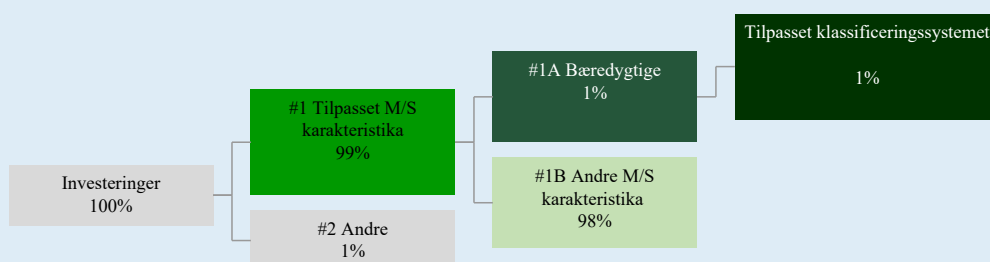 Investeringer
100%
#1 Tilpasset M/S
karakteristika
99%
#2 Andre
1%
#1A Bæredygtige
1%
#1B Andre M/S
karakteristika
98%
Tilpasset klassificeringssystemet
1%